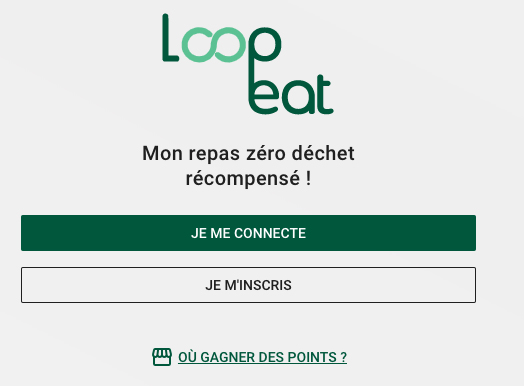 Loop
eat
Mon repas zéro déchet
récompensé !
JE ME CONNECTE
JE M'INSCRIS
OÙ GAGNER DES POINTS ?